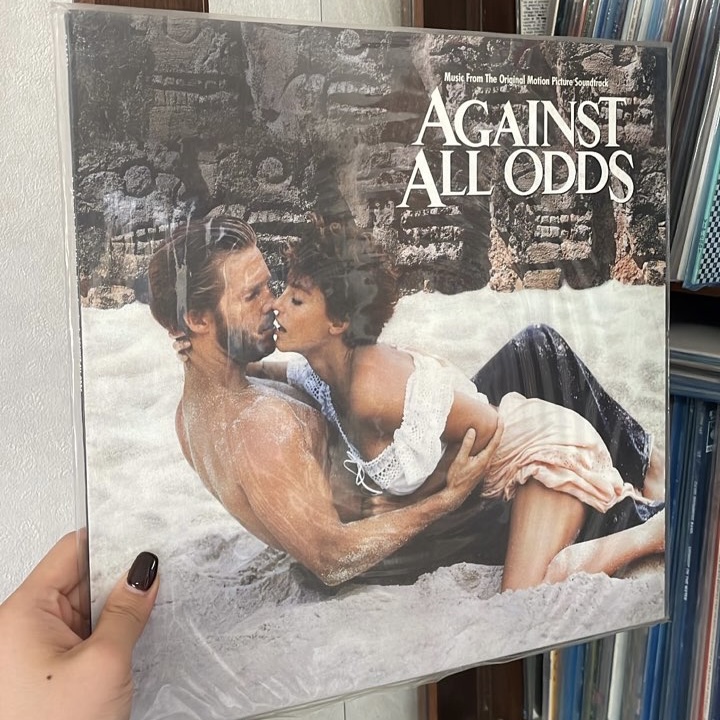 Music From The Original Motion Picture Soundtrack
AGAINST
ALL ODDS